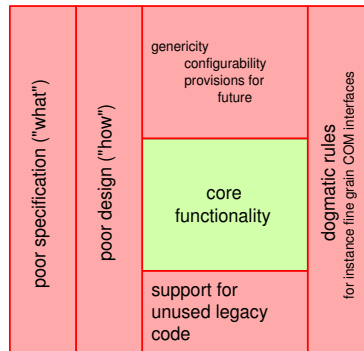 poor specification ("what")
poor design ("how")
genericity
configurability
provisions for
future
core
functionality
support for
unused legacy
code
dogmatic rules
for instance fine grain COM interfaces